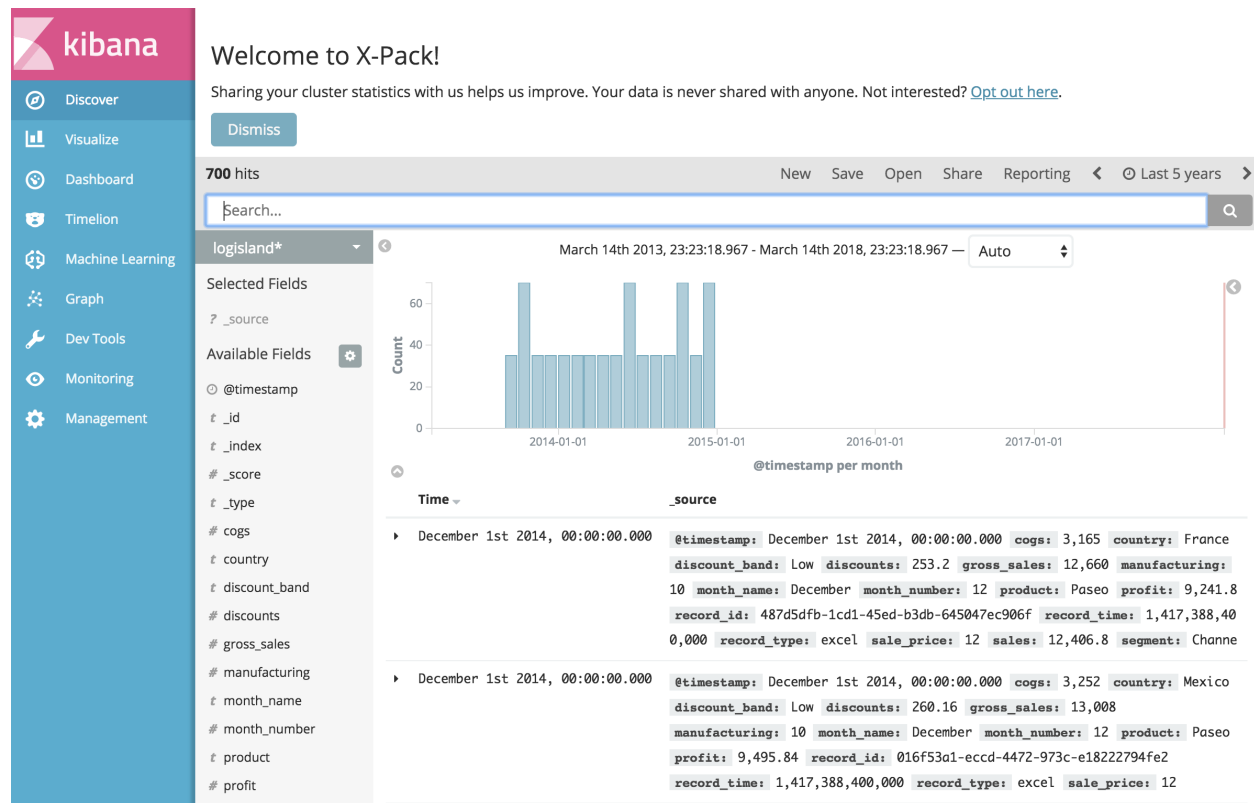 kibana
Discover
Visualize
Dashboard
Timelion
Machine Learning
Graph
Dev Tools
Monitoring
Management
Welcome to X-Pack!
Sharing your cluster statistics with us helps us improve. Your data is never shared with anyone. Not interested? Opt out here.
Dismiss
700 hits
New Save Open Share Reporting Last 5 years
Search...
logisland*
Selected Fields
? _source
Available Fields
@timestamp
t _id
t _index
# _score
t _type
# cogs
t country
t discount_band
# discounts
# gross_sales
# manufacturing
t month_name
# month_number
t product
# profit
March 14th 2013, 23:23:18.967 - March 14th 2018, 23:23:18.967 — Auto
Count
60
40
20
0
2014-01-01 2015-01-01 2016-01-01 2017-01-01
@timestamp per month
Time _source
December 1st 2014, 00:00:00.000 @timestamp: December 1st 2014, 00:00:00.000 cogs: 3,165 country: France
discount_band: Low discounts: 253.2 gross_sales: 12,660 manufacturing:
10 month_name: December month_number: 12 product: Paseo profit: 9,241.8
record_id: 487d5dfb-1cd1-45ed-b3db-645047ec906f record_time: 1,417,388,40
0,000 record_type: excel sale_price: 12 sales: 12,406.8 segment: Channe
December 1st 2014, 00:00:00.000 @timestamp: December 1st 2014, 00:00:00.000 cogs: 3,252 country: Mexico
discount_band: Low discounts: 260.16 gross_sales: 13,008
manufacturing: 10 month_name: December month_number: 12 product: Paseo
profit: 9,495.84 record_id: 016f53a1-eccd-4472-973c-e18222794fe2
record_time: 1,417,388,400,000 record_type: excel sale_price: 12